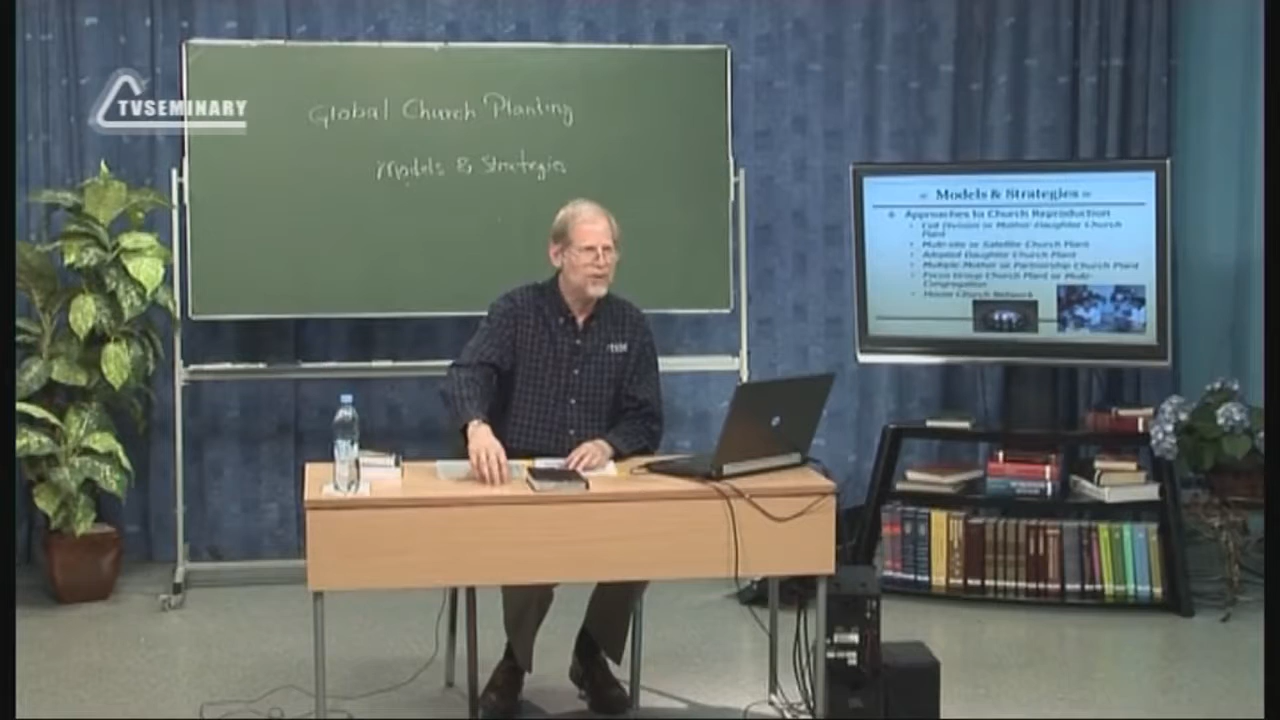 TVSEMINARY
Global Church Planting
Models & Strategies
Models & Strategies
Approaches to Church Reproduction
Cell Division or Mother-Daughter Church
Plant
Multi-site or Satellite Church Plant
Adopted Daughter Church Plant
Multiple Mother or Partnership Church Plant
Focus Group Church Plant or Multi-
Congregation
House Church Network
hp